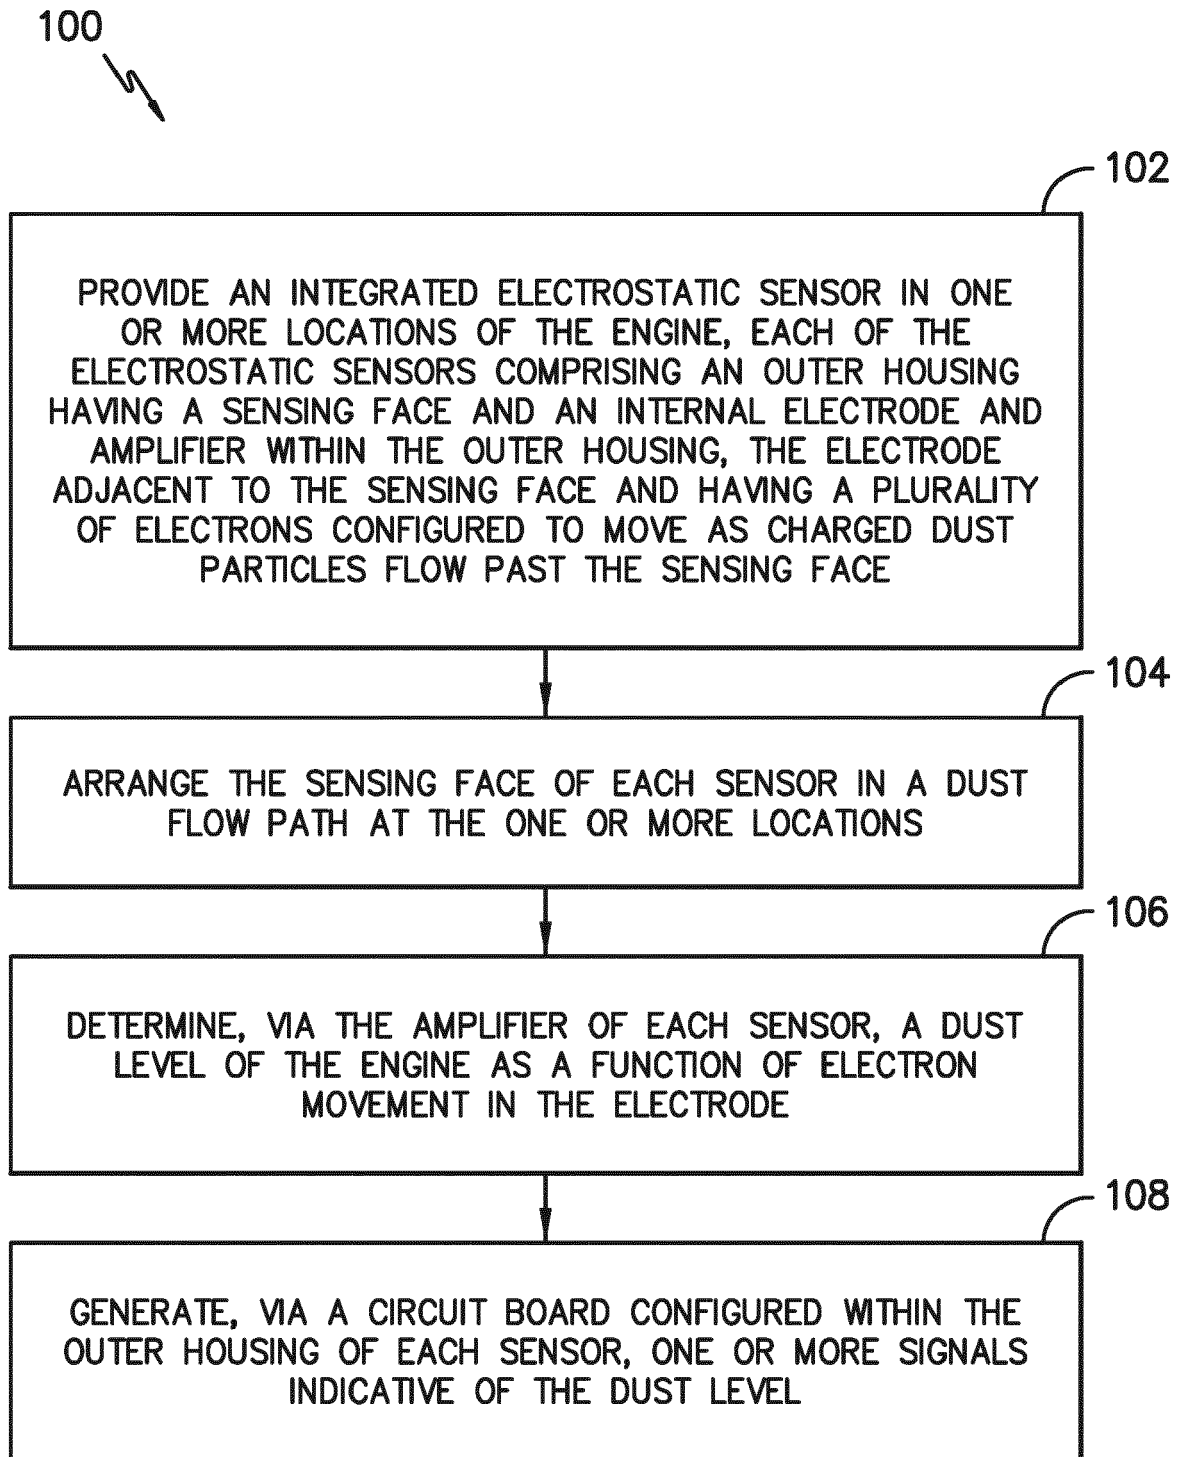 100
102
PROVIDE AN INTEGRATED ELECTROSTATIC SENSOR IN ONE
OR MORE LOCATIONS OF THE ENGINE, EACH OF THE
ELECTROSTATIC SENSORS COMPRISING AN OUTER HOUSING
HAVING A SENSING FACE AND AN INTERNAL ELECTRODE AND
AMPLIFIER WITHIN THE OUTER HOUSING, THE ELECTRODE
ADJACENT TO THE SENSING FACE AND HAVING A PLURALITY
OF ELECTRONS CONFIGURED TO MOVE AS CHARGED DUST
PARTICLES FLOW PAST THE SENSING FACE
104
ARRANGE THE SENSING FACE OF EACH SENSOR IN A DUST
FLOW PATH AT THE ONE OR MORE LOCATIONS
106
DETERMINE, VIA THE AMPLIFIER OF EACH SENSOR, A DUST
LEVEL OF THE ENGINE AS A FUNCTION OF ELECTRON
MOVEMENT IN THE ELECTRODE
108
GENERATE, VIA A CIRCUIT BOARD CONFIGURED WITHIN THE
OUTER HOUSING OF EACH SENSOR, ONE OR MORE SIGNALS
INDICATIVE OF THE DUST LEVEL